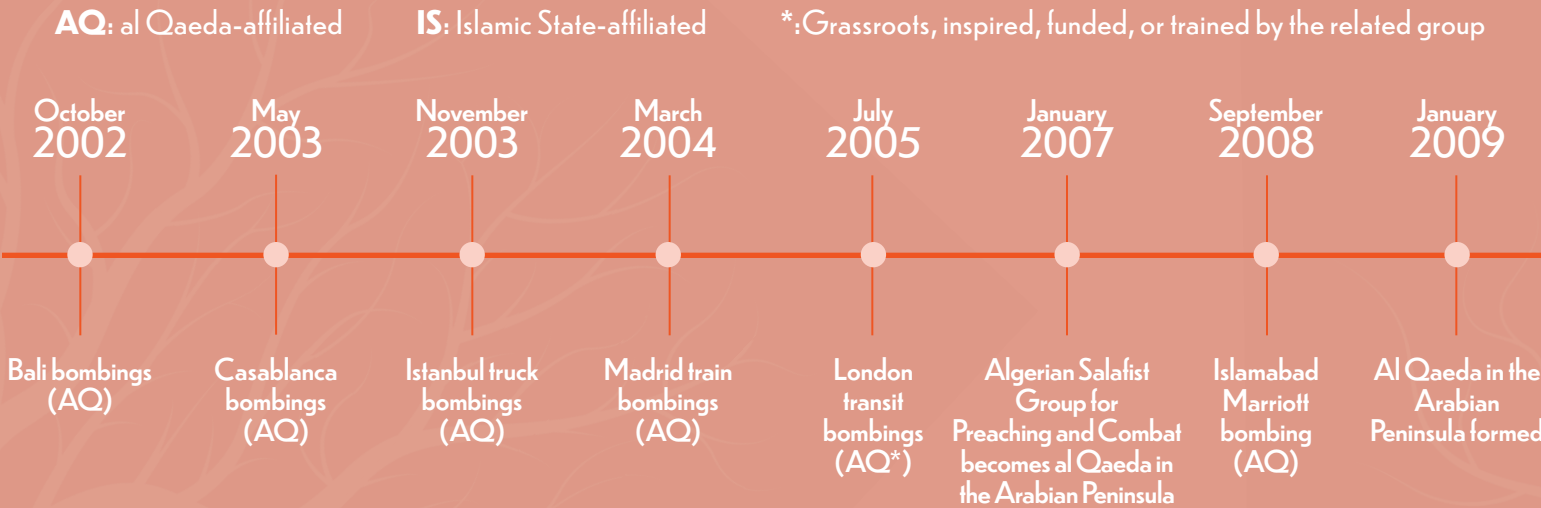 AQ: al Qaeda-affiliated IS: Islamic State-affiliated *:Grassroots, inspired, funded, or trained by the related group
October
2002
May
2003
November
2003
March
2004
July
2005
January
2007
September
2008
January
2009
Bali bombings
(AQ)
Casablanca
bombings
(AQ)
Istanbul truck
bombings
(AQ)
Madrid train
bombings
(AQ)
London
transit
bombings
(AQ*)
Algerian Salafist
Group for
Preaching and Combat
becomes al Qaeda in
the Arabian Peninsula
Islamabad
Marriott
bombing
(AQ)
Al Qaeda in the
Arabian
Peninsula formed